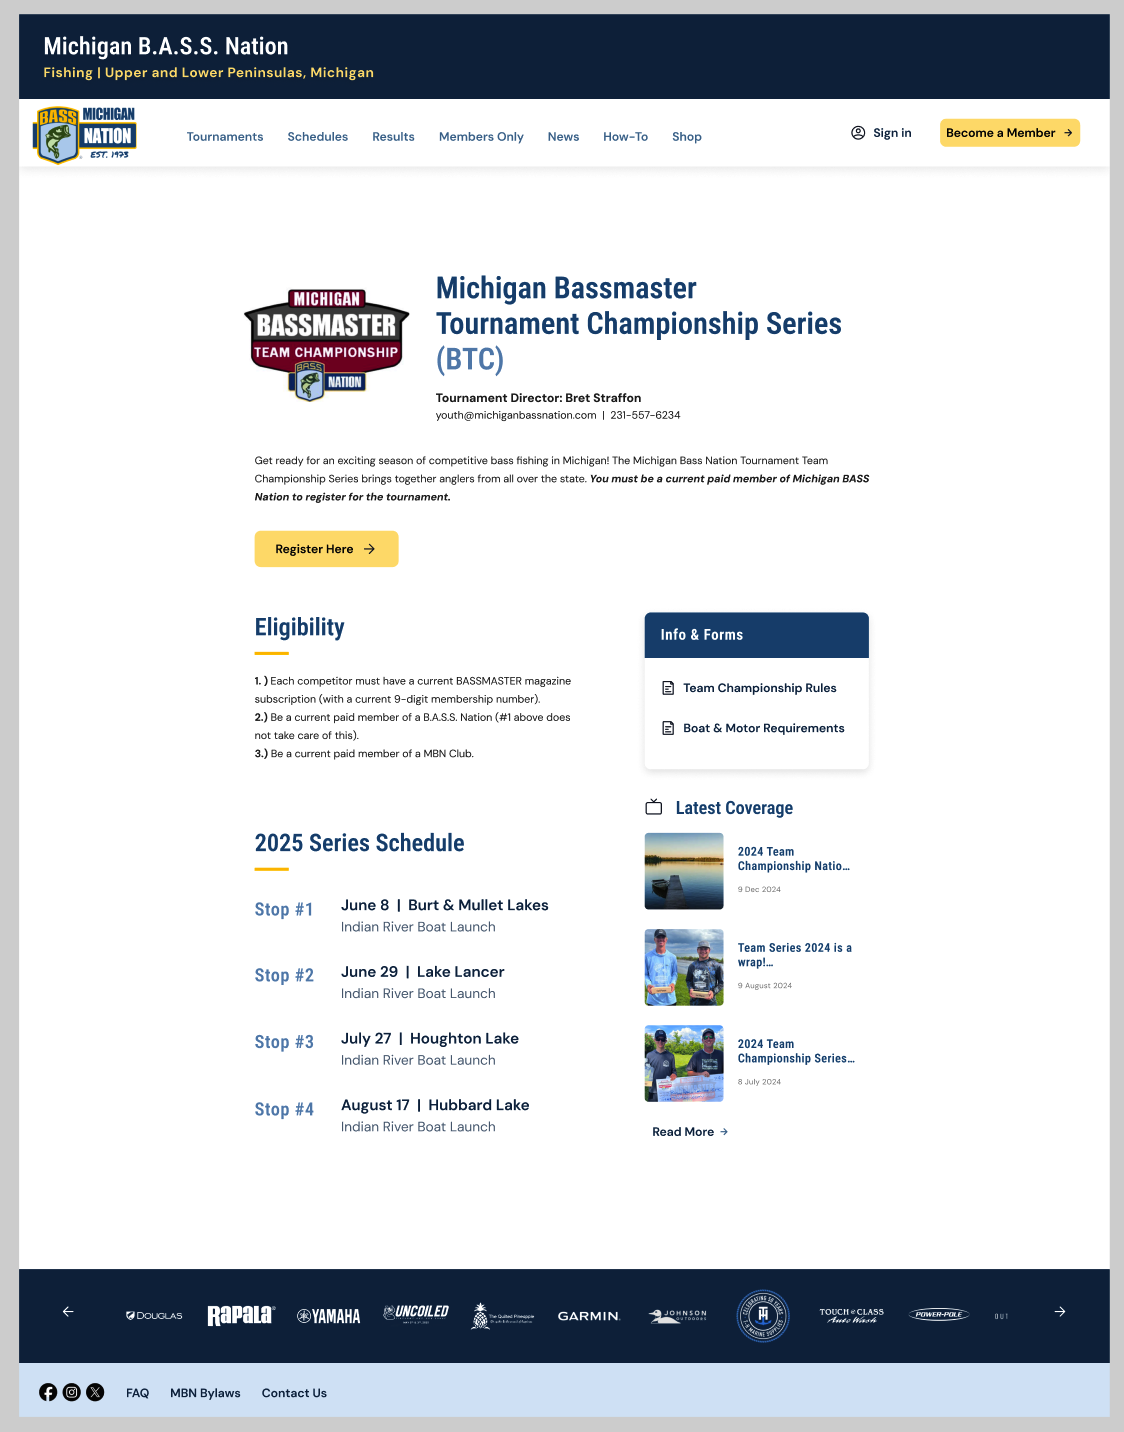 Michigan B.A.S.S. Nation
Fishing | Upper and Lower Peninsulas, Michigan
BASS
MICHIGAN
NATION
EST. 1973
Tournaments
Schedules
Results
Members Only
News
How-To
Shop
Sign in
Become a Member
MICHIGAN
BASSMASTER
TEAM CHAMPIONSHIP
BASS
NATION
Michigan Bassmaster
Tournament Championship Series
(BTC)
Tournament Director: Bret Straffon
youth@michiganbassnation.com | 231-557-6234
Get ready for an exciting season of competitive bass fishing in Michigan! The Michigan Bass Nation Tournament Team
Championship Series brings together anglers from all over the state. You must be a current paid member of Michigan BASS
Nation to register for the tournament.
Register Here
Eligibility
1. ) Each competitor must have a current BASSMASTER magazine
subscription (with a current 9-digit membership number).
2.) Be a current paid member of a B.A.S.S. Nation (#1 above does
not take care of this).
3.) Be a current paid member of a MBN Club.
Info & Forms
Team Championship Rules
Boat & Motor Requirements
2025 Series Schedule
Stop #1
June 8 | Burt & Mullet Lakes
Indian River Boat Launch
Stop #2
June 29 | Lake Lancer
Indian River Boat Launch
Stop #3
July 27 | Houghton Lake
Indian River Boat Launch
Stop #4
August 17 | Hubbard Lake
Indian River Boat Launch
Latest Coverage
2024 Team
Championship Natio...
9 Dec 2024
Team Series 2024 is a
wrap!...
9 August 2024
2024 Team
Championship Series...
8 July 2024
Read More
DOUGLAS
Rapala
YAMAHA
UNCOILED
The Quilted Pineapple
GARMIN
JOHNSON
OUTDOORS
CELEBRATING 50 YEARS
TH
T-H MARINE SUPPLIES
TOUCH of CLASS
Auto Wash
POWER-POLE
OUT
FAQ
MBN Bylaws
Contact Us